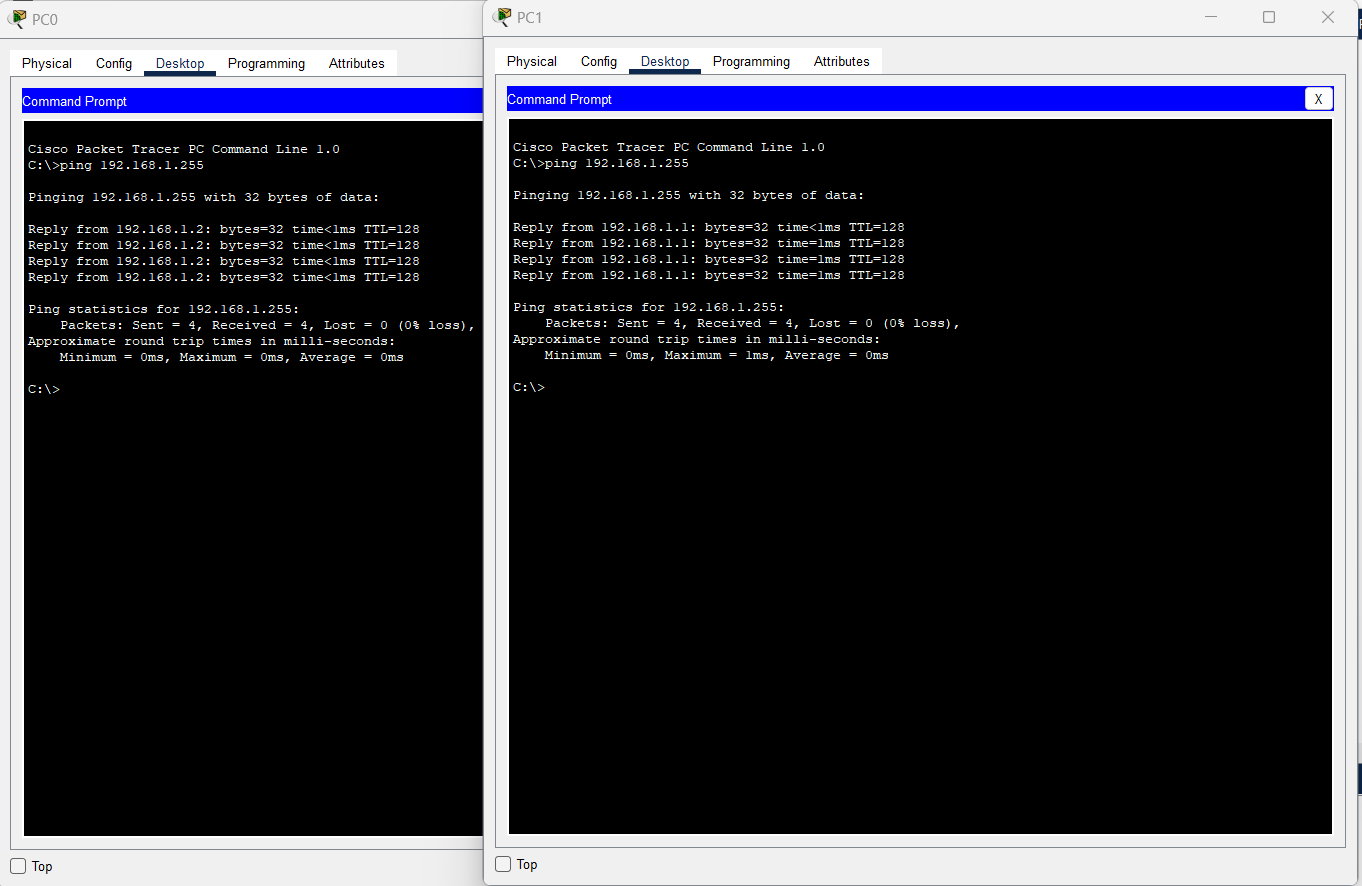 PC0
Physical Config Desktop Programming Attributes
Command Prompt
Cisco Packet Tracer PC Command Line 1.0
C:\>ping 192.168.1.255
Pinging 192.168.1.255 with 32 bytes of data:
Reply from 192.168.1.2: bytes=32 time<1ms TTL=128
Reply from 192.168.1.2: bytes=32 time<1ms TTL=128
Reply from 192.168.1.2: bytes=32 time<1ms TTL=128
Reply from 192.168.1.2: bytes=32 time<1ms TTL=128
Ping statistics for 192.168.1.255:
Packets: Sent = 4, Received = 4, Lost = 0 (0% loss),
Approximate round trip times in milli-seconds:
Minimum = 0ms, Maximum = 0ms, Average = 0ms
C:\>
Top
PC1
Physical Config Desktop Programming Attributes
Command Prompt X
Cisco Packet Tracer PC Command Line 1.0
C:\>ping 192.168.1.255
Pinging 192.168.1.255 with 32 bytes of data:
Reply from 192.168.1.1: bytes=32 time<1ms TTL=128
Reply from 192.168.1.1: bytes=32 time=1ms TTL=128
Reply from 192.168.1.1: bytes=32 time=1ms TTL=128
Reply from 192.168.1.1: bytes=32 time=1ms TTL=128
Ping statistics for 192.168.1.255:
Packets: Sent = 4, Received = 4, Lost = 0 (0% loss),
Approximate round trip times in milli-seconds:
Minimum = 0ms, Maximum = 1ms, Average = 0ms
C:\>
Top